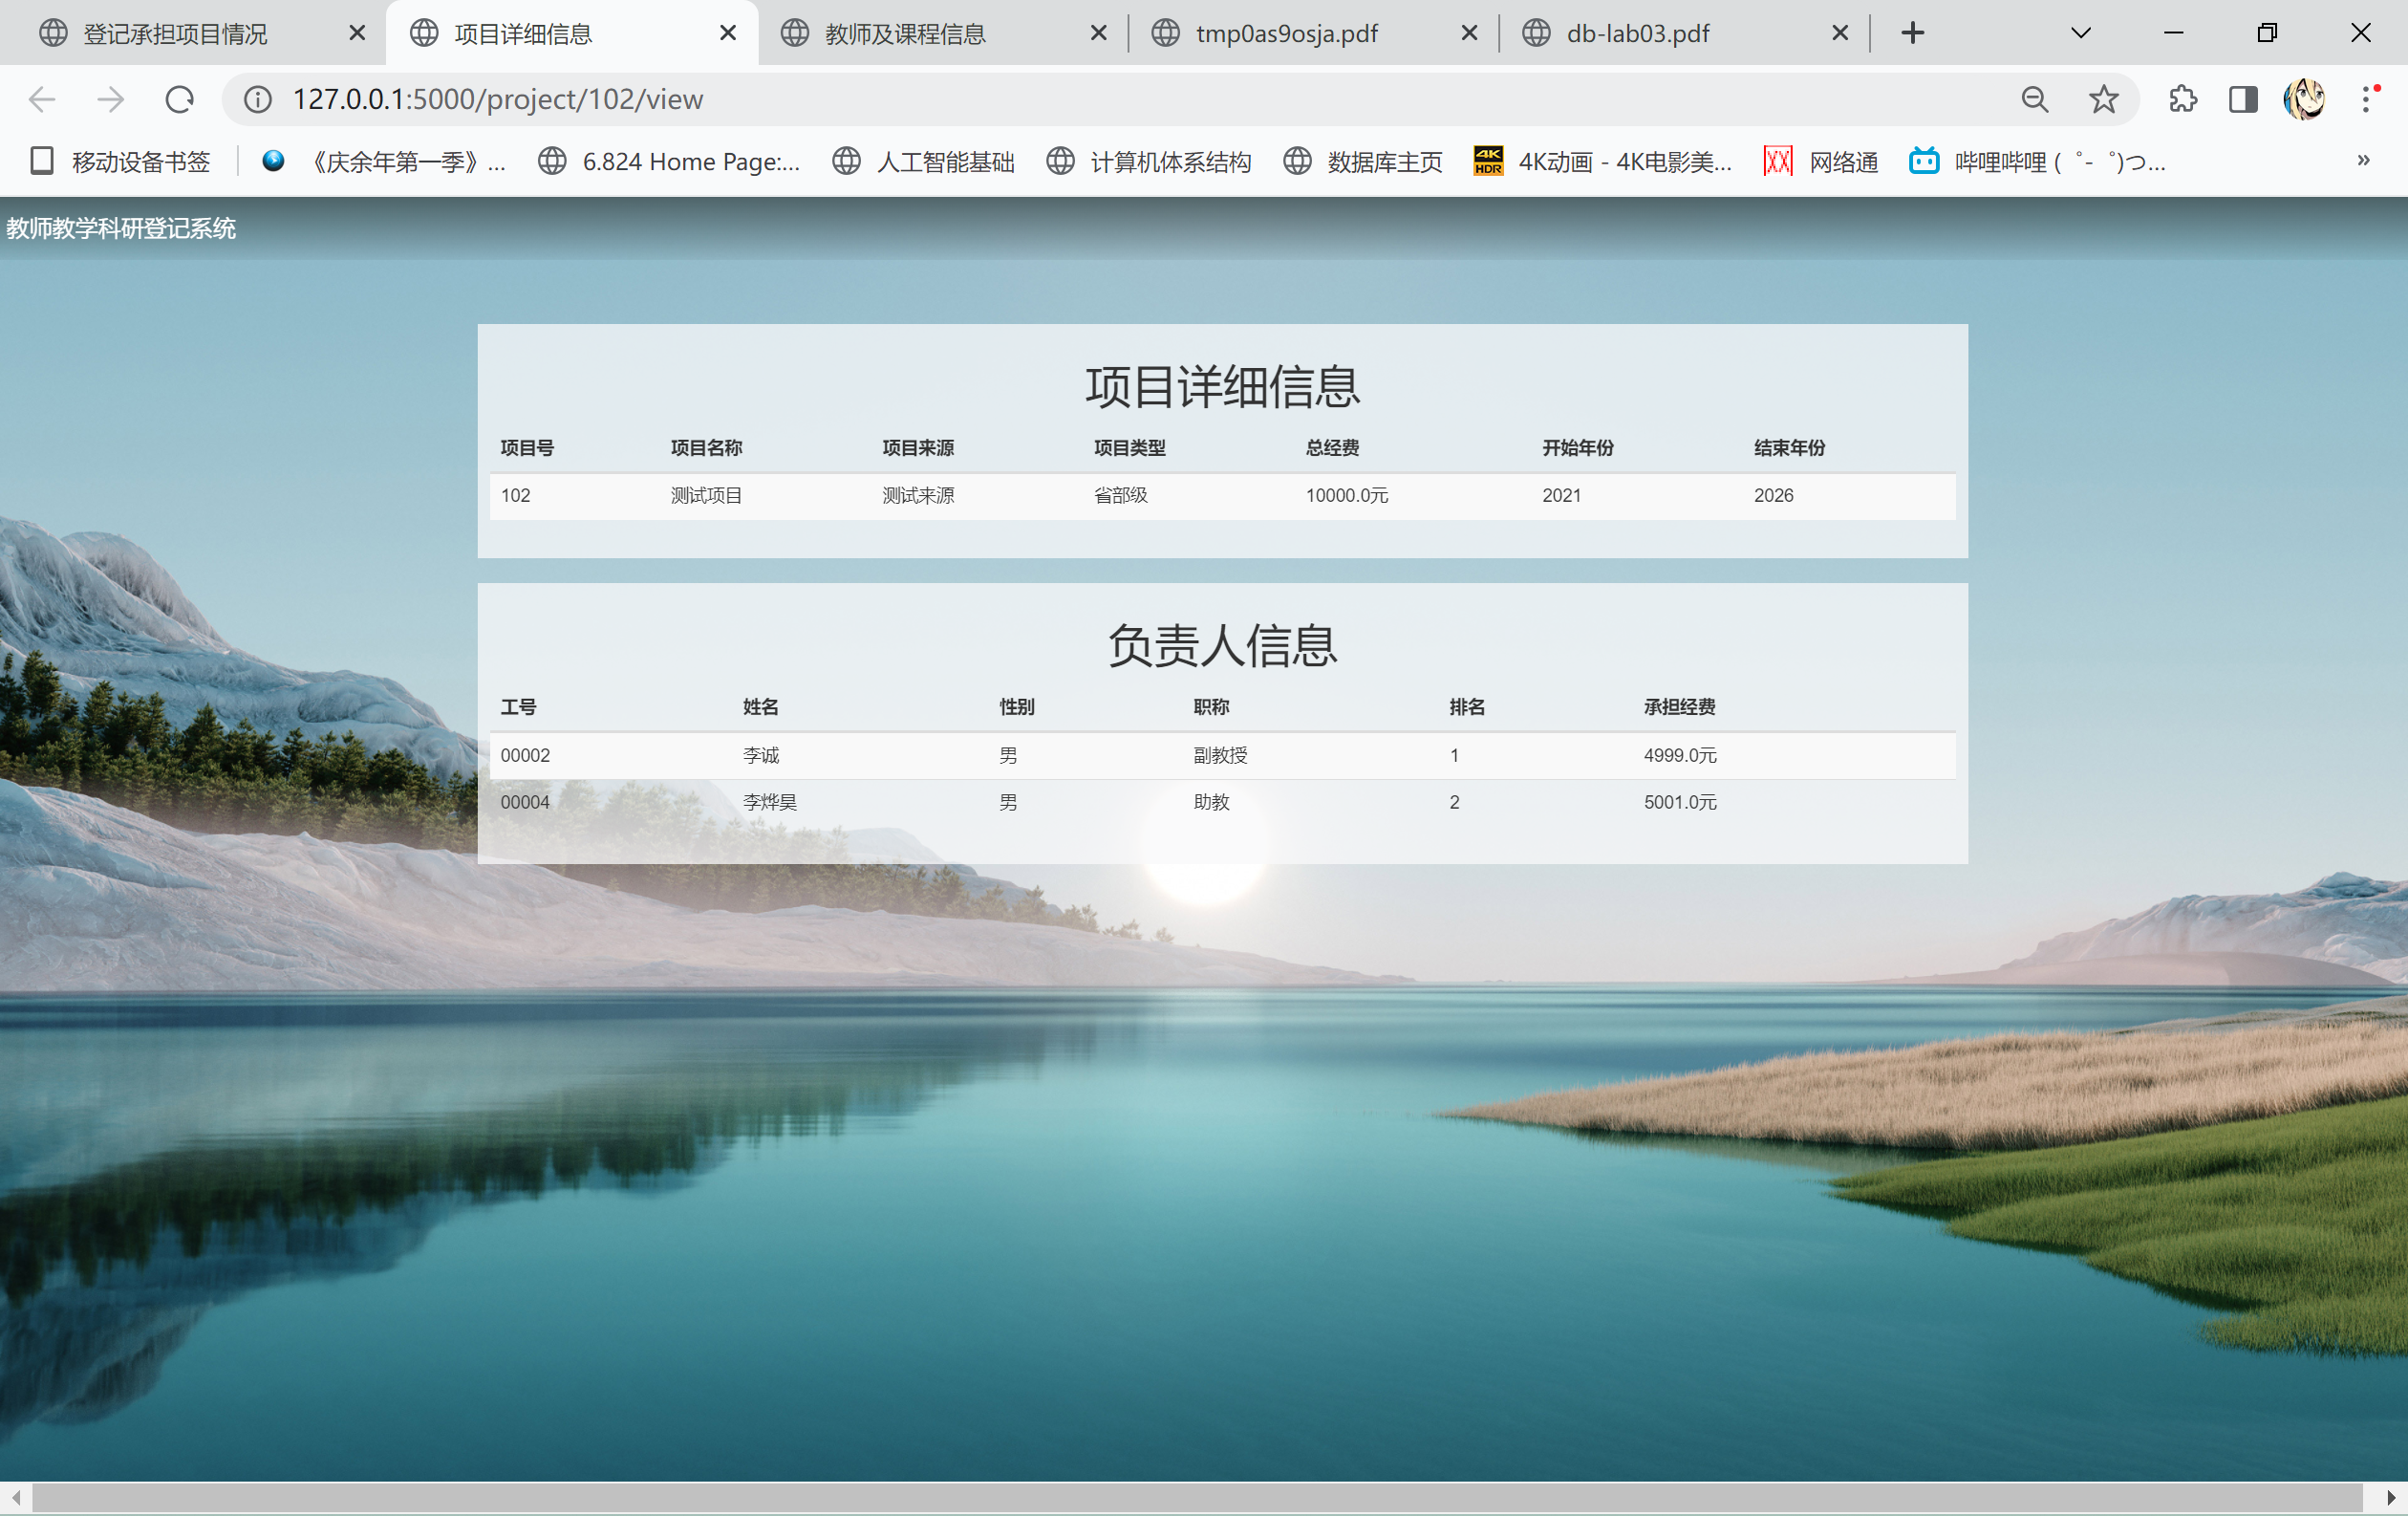 登记承担项目情况 项目详细信息 教师及课程信息 tmp0as9osja.pdf db-lab03.pdf
127.0.0.1:5000/project/102/view
移动设备书签 《庆余年第一季》... 6.824 Home Page:... 人工智能基础 计算机体系结构 数据库主页 4K HDR 4K动画 - 4K电影美... 网络通 哔哩哔哩 ( ゜- ゜)つ... »
教师教学科研登记系统
项目详细信息
项目号 项目名称 项目来源 项目类型 总经费 开始年份 结束年份
102 测试项目 测试来源 省部级 10000.0元 2021 2026
负责人信息
工号 姓名 性别 职称 排名 承担经费
00002 李诚 男 副教授 1 4999.0元
00004 李烨昊 男 助教 2 5001.0元